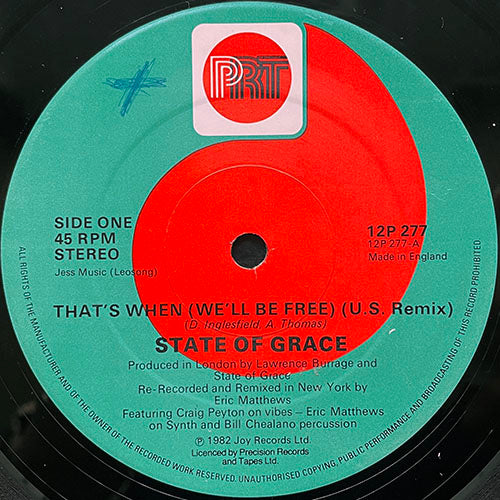 PRT
SIDE ONE
45 RPM
STEREO
Jess Music (Leosong)
12P 277
12P 277-A
Made in England
THAT'S WHEN (WE'LL BE FREE) (U.S. Remix)
(D. Inglesfield, A. Thomas)
STATE OF GRACE
Produced in London by Lawrence Burrage and
State of Grace
Re-Recorded and Remixed in New York by
Eric Matthews
Featuring Craig Peyton on vibes – Eric Matthews
on Synth and Bill Chealano percussion
℗ 1982 Joy Records Ltd.
Licenced by Precision Records
and Tapes Ltd.
ALL RIGHTS OF THE MANUFACTURER AND OF THE OWNER OF THE RECORDED WORK RESERVED. UNAUTHORISED COPYING, PUBLIC PERFORMANCE AND BROADCASTING OF THIS RECORD PROHIBITED